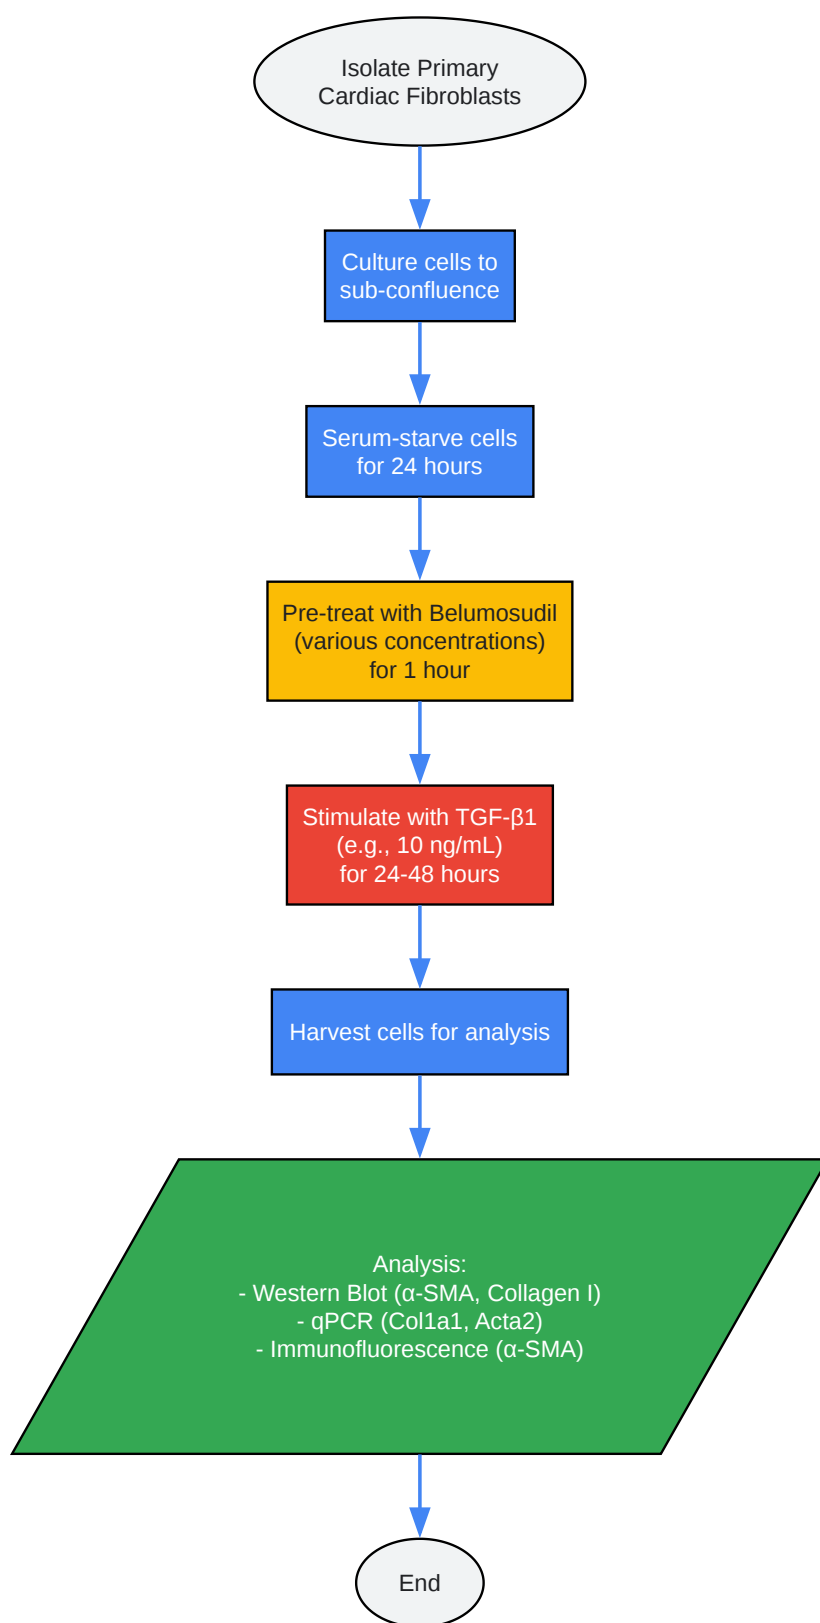 Isolate Primary
Cardiac Fibroblasts
Culture cells to
sub-confluence
Serum-starve cells
for 24 hours
Pre-treat with Belumosudil
(various concentrations)
for 1 hour
Stimulate with TGF-β1
(e.g., 10 ng/mL)
for 24-48 hours
Harvest cells for analysis
Analysis:
- Western Blot (α-SMA, Collagen I)
- qPCR (Col1a1, Acta2)
- Immunofluorescence (α-SMA)
End